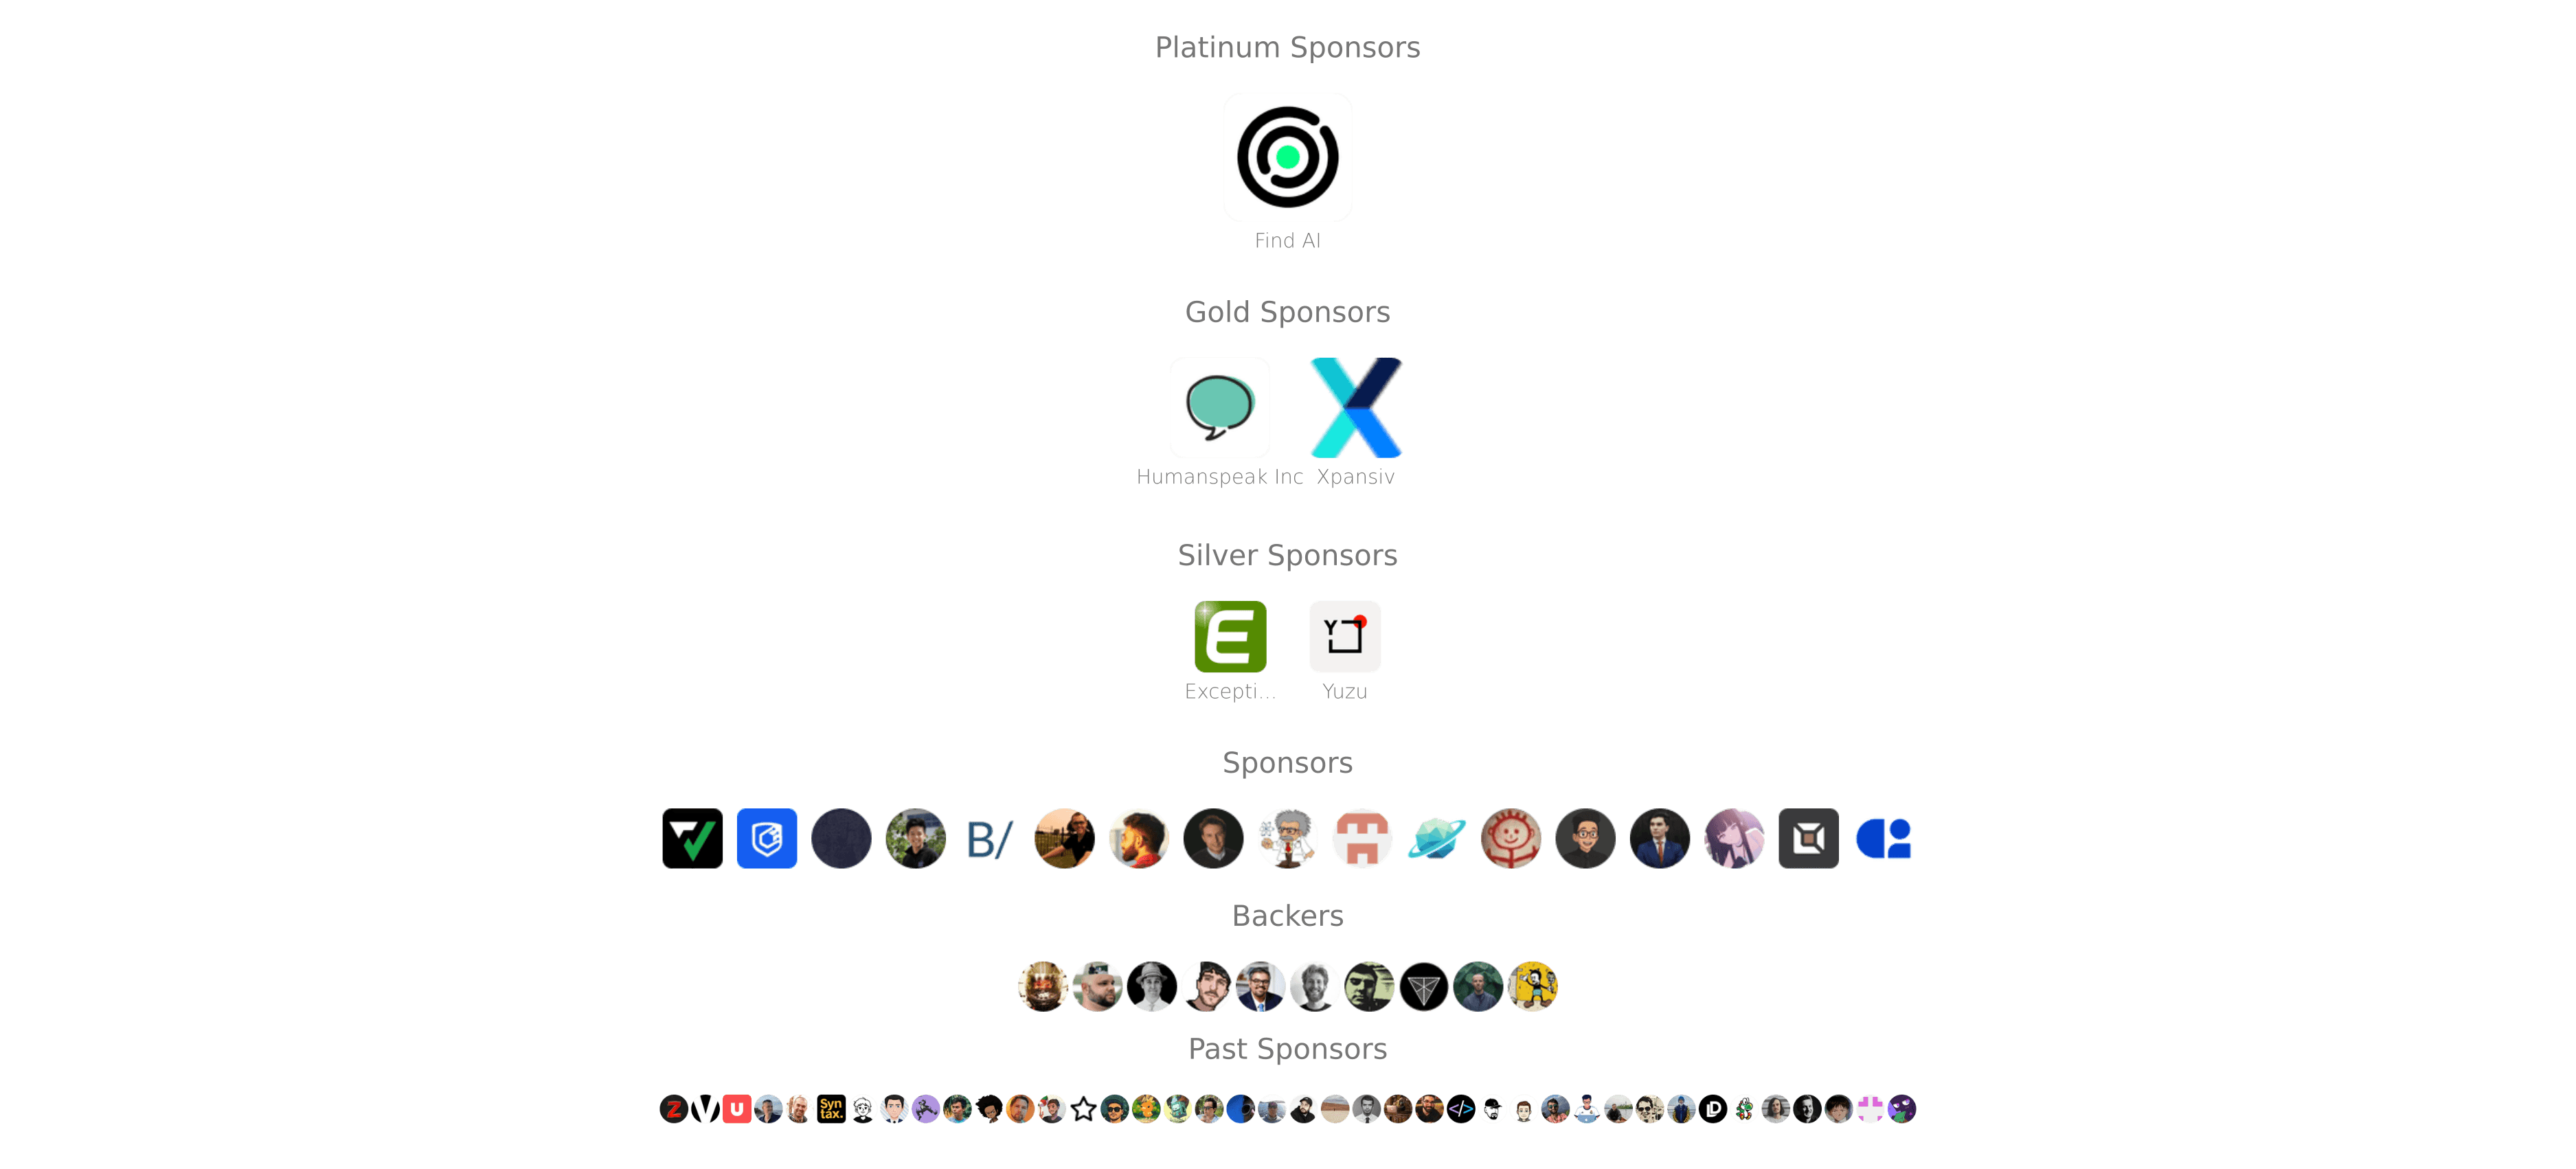 Platinum Sponsors
Find AI
Gold Sponsors
Humanspeak Inc Xpansiv
Silver Sponsors
E Y
Excepti... Yuzu
Sponsors
B/
Backers
Past Sponsors
Z V U Syn
tax. </> D